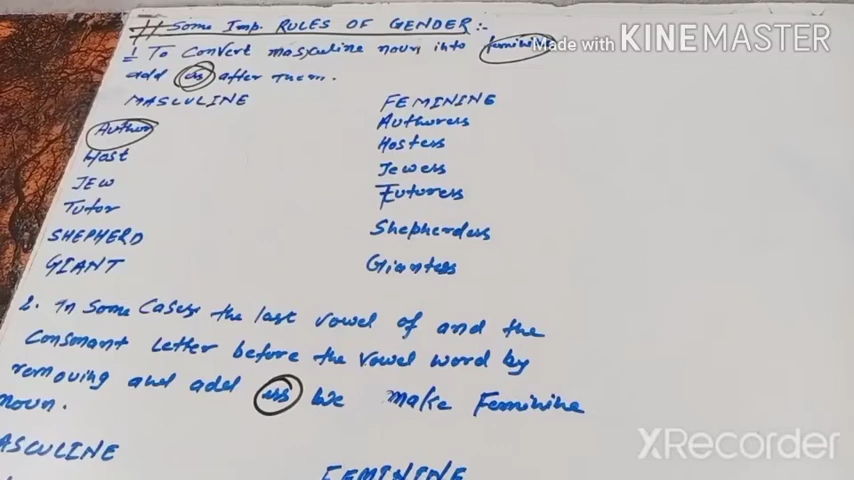 # Some Imp. RULES OF GENDER :-
Made with KINEMASTER
1 To Convert masculine noun into feminine
add ess after them.
MASCULINE FEMININE
Author Authoress
Host Hostess
JEW Jewess
Tutor Tutoress
SHEPHERD Shepherdess
GIANT Giantess
2. In some Cases the last vowel of and the
Consonant letter before the vowel word by
removing and add ess we make Feminine
noun.
ASCULINE FEMININE
XRecorder